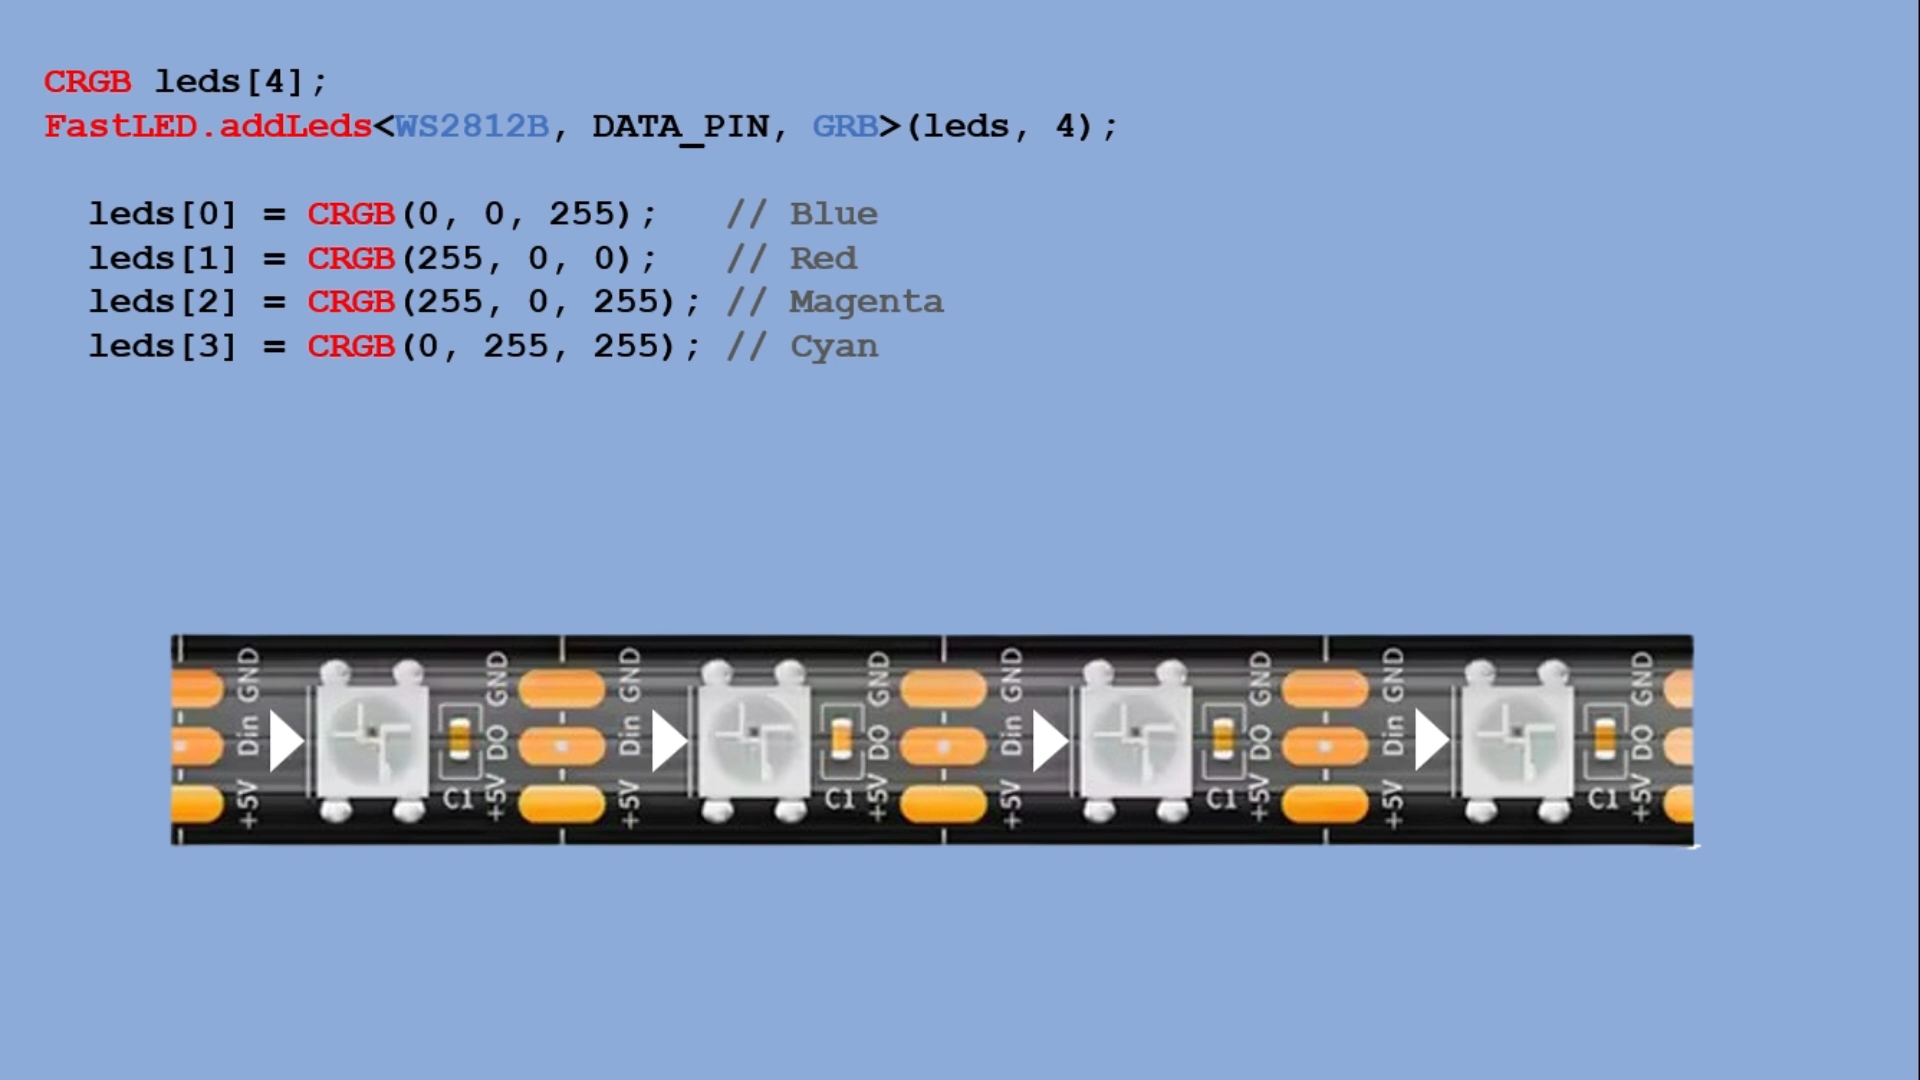 CRGB leds[4];
FastLED.addLeds<WS2812B, DATA_PIN, GRB>(leds, 4);
leds[0] = CRGB(0, 0, 255); // Blue
leds[1] = CRGB(255, 0, 0); // Red
leds[2] = CRGB(255, 0, 255); // Magenta
leds[3] = CRGB(0, 255, 255); // Cyan
GND GND GND GND GND GND GND GND
Din DO Din DO Din DO Din DO
+5V C1 +5V +5V C1 +5V +5V C1 +5V +5V C1 +5V